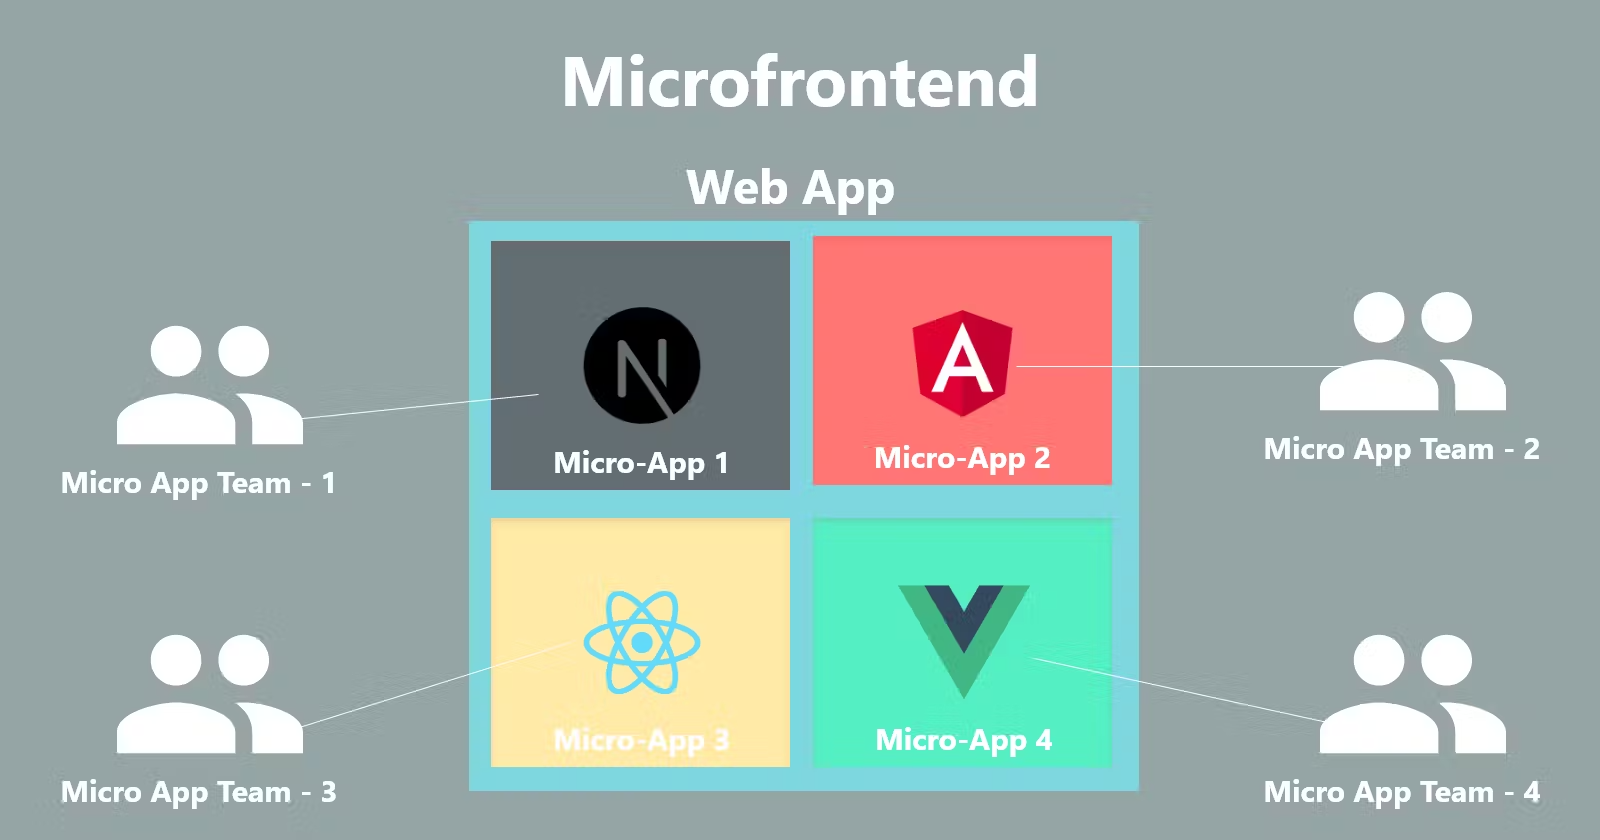 Microfrontend
Web App
Micro-App 1
Micro-App 2
Micro App Team - 1
Micro App Team - 2
Micro-App 3
Micro-App 4
Micro App Team - 3
Micro App Team - 4